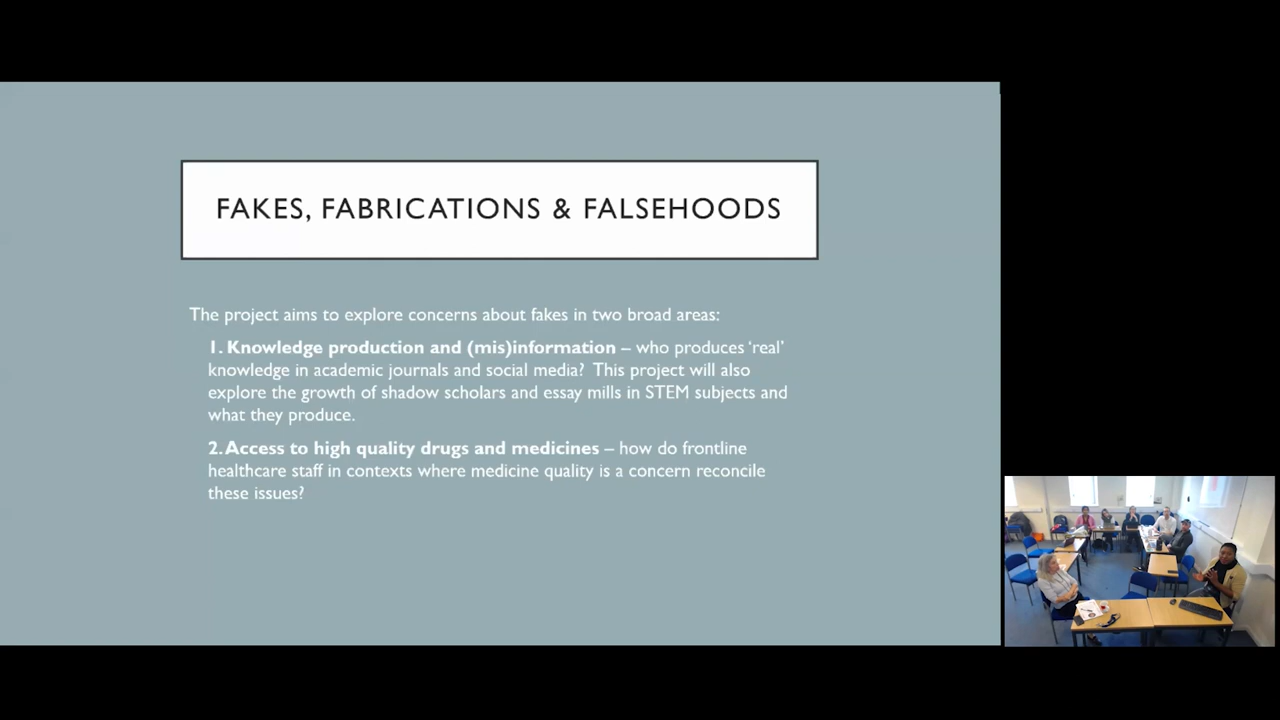 FAKES, FABRICATIONS & FALSEHOODS
The project aims to explore concerns about fakes in two broad areas:
1. Knowledge production and (mis)information – who produces ‘real’
knowledge in academic journals and social media? This project will also
explore the growth of shadow scholars and essay mills in STEM subjects and
what they produce.
2. Access to high quality drugs and medicines – how do frontline
healthcare staff in contexts where medicine quality is a concern reconcile
these issues?